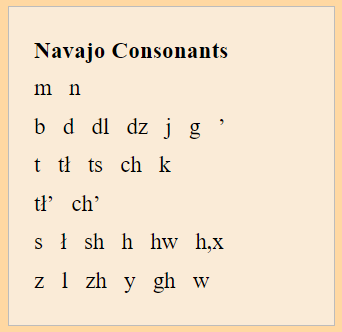 Navajo Consonants
m n
b d dl dz j g ’
t tł ts ch k
tł’ ch’
s ł sh h hw h,x
z l zh y gh w